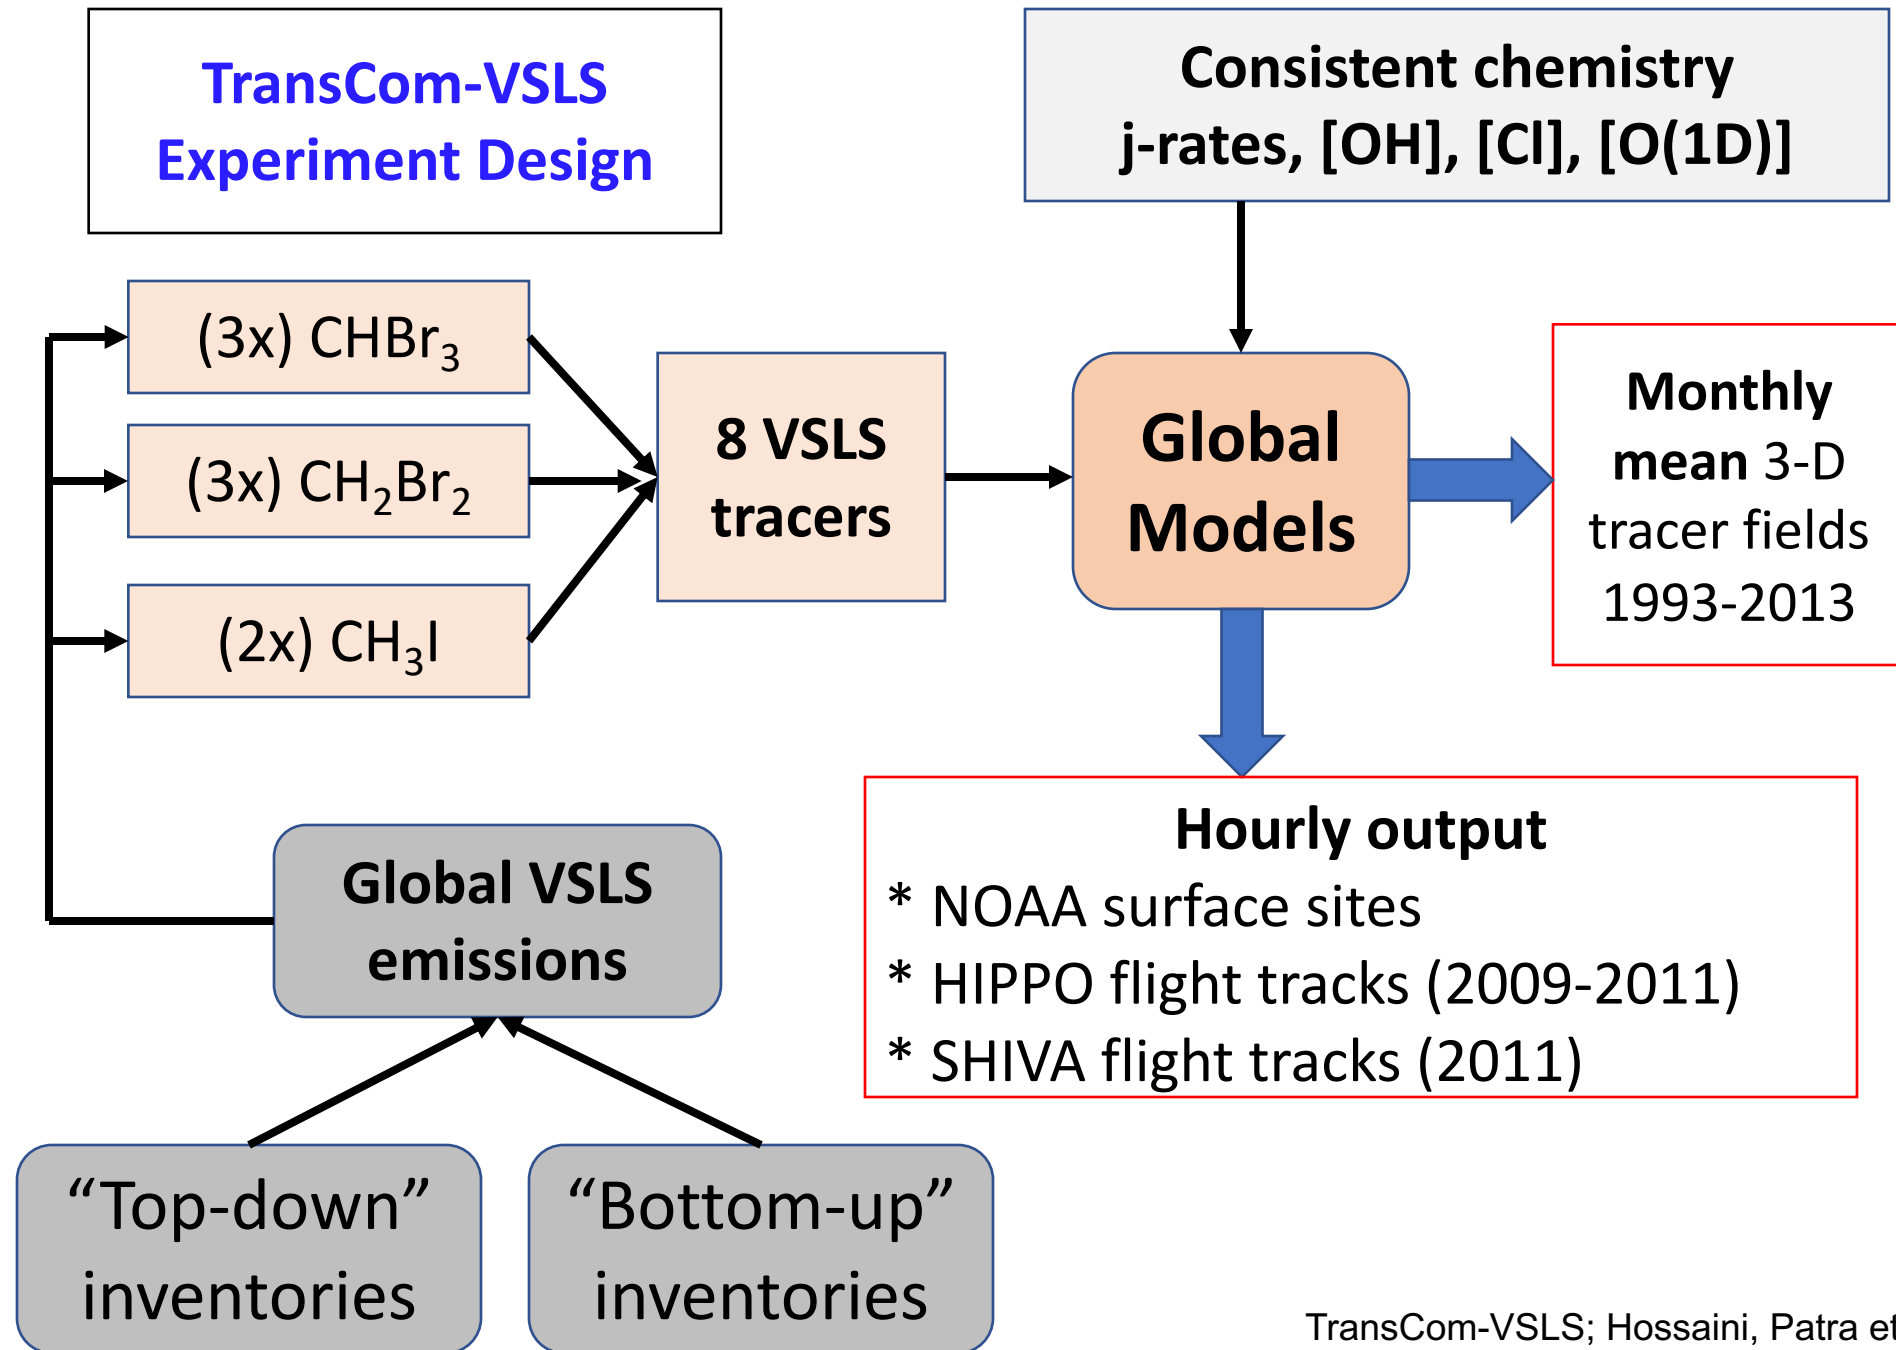 TransCom-VSLS
Experiment Design
Consistent chemistry
j-rates, [OH], [Cl], [O(1D)]
(3x) CHBr₃
(3x) CH₂Br₂
(2x) CH₃I
8 VSLS
tracers
Global
Models
Monthly
mean 3-D
tracer fields
1993-2013
Hourly output
* NOAA surface sites
* HIPPO flight tracks (2009-2011)
* SHIVA flight tracks (2011)
Global VSLS
emissions
“Top-down”
inventories
“Bottom-up”
inventories
TransCom-VSLS; Hossaini, Patra et